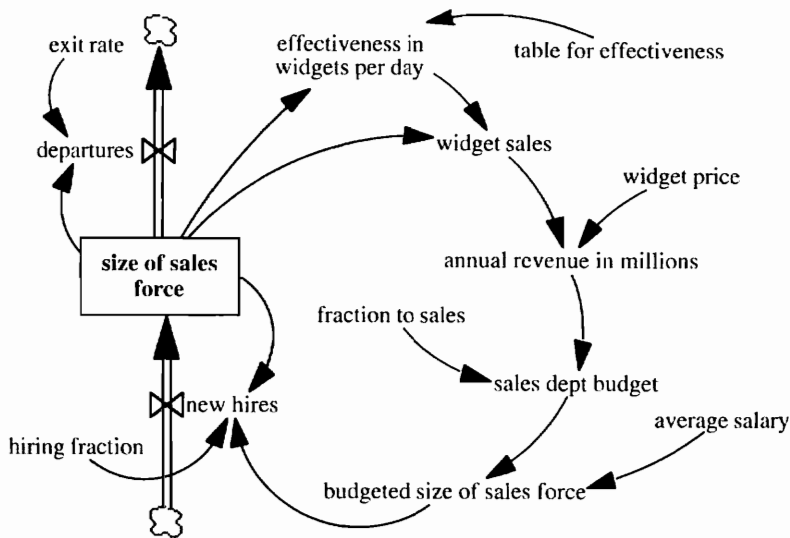 exit rate
effectiveness in
widgets per day
table for effectiveness
departures
widget sales
widget price
size of sales
force
annual revenue in millions
fraction to sales
sales dept budget
new hires
average salary
hiring fraction
budgeted size of sales force